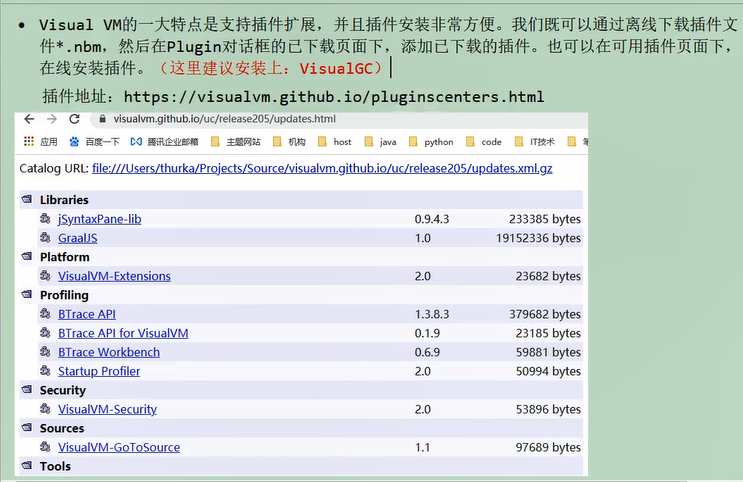 • Visual VM的一大特点是支持插件扩展，并且插件安装非常方便。我们既可以通过离线下载插件文
件*.nbm，然后在Plugin对话框的已下载页面下，添加已下载的插件。也可以在可用插件页面下，
在线安装插件。（这里建议安装上：VisualGC）
插件地址：https://visualvm.github.io/pluginscenters.html
visualvm.github.io/uc/release205/updates.html
应用 百度一下 腾讯企业邮箱 主题网站 机构 host java python code IT技术 笔
Catalog URL: file:///Users/thurka/Projects/Source/visualvm.github.io/uc/release205/updates.xml.gz
Libraries
jSyntaxPane-lib 0.9.4.3 233385 bytes
GraalJS 1.0 19152336 bytes
Platform
VisualVM-Extensions 2.0 23682 bytes
Profiling
BTrace API 1.3.8.3 379682 bytes
BTrace API for VisualVM 0.1.9 23185 bytes
BTrace Workbench 0.6.9 59881 bytes
Startup Profiler 2.0 50994 bytes
Security
VisualVM-Security 2.0 53896 bytes
Sources
VisualVM-GoToSource 1.1 97689 bytes
Tools